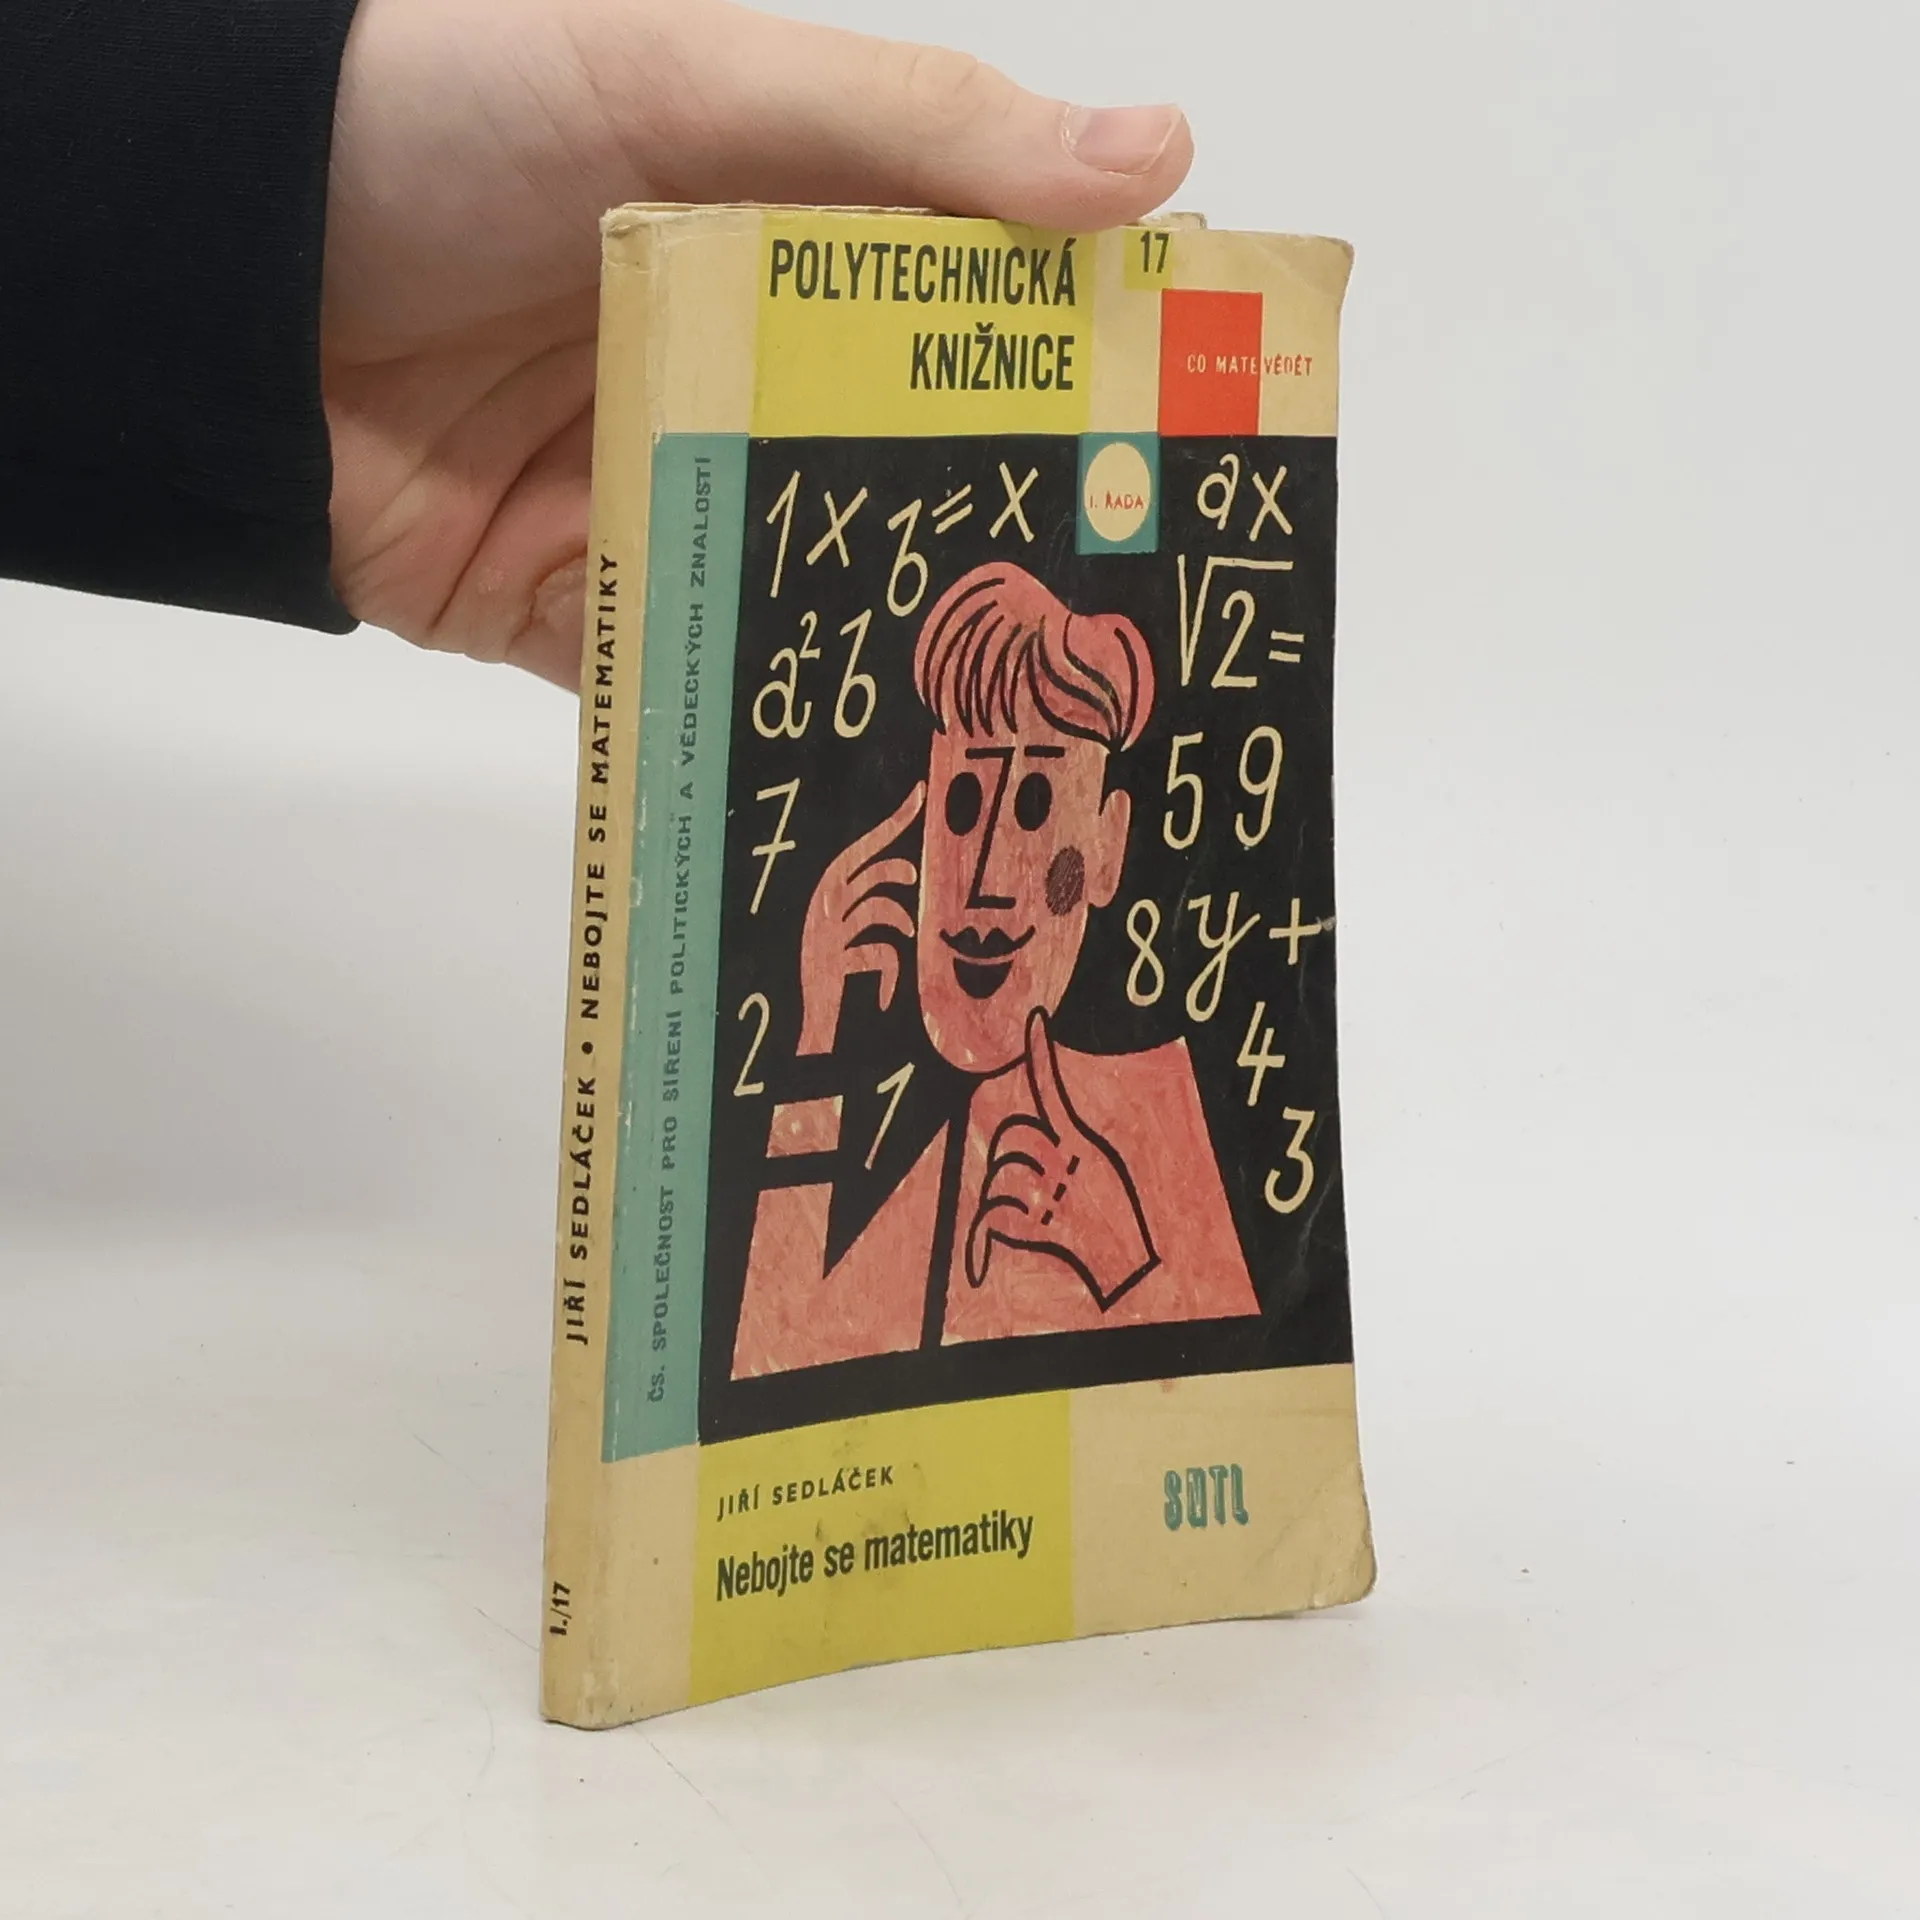 POLYTECHNICKÁ
KNIŽNICE
17
CO MATE VĚDĚT
I. ŘADA
1x b = x
ax
a²b
√2 =
7
59
8y +
2
1
4
3
ČS. SPOLEČNOST PRO ŠÍŘENÍ POLITICKÝCH A VĚDECKÝCH ZNALOSTÍ
JIŘÍ SEDLÁČEK
Nebojte se matematiky
SNTL
JIŘÍ SEDLÁČEK • NEBOJTE SE MATEMATIKY
I./17